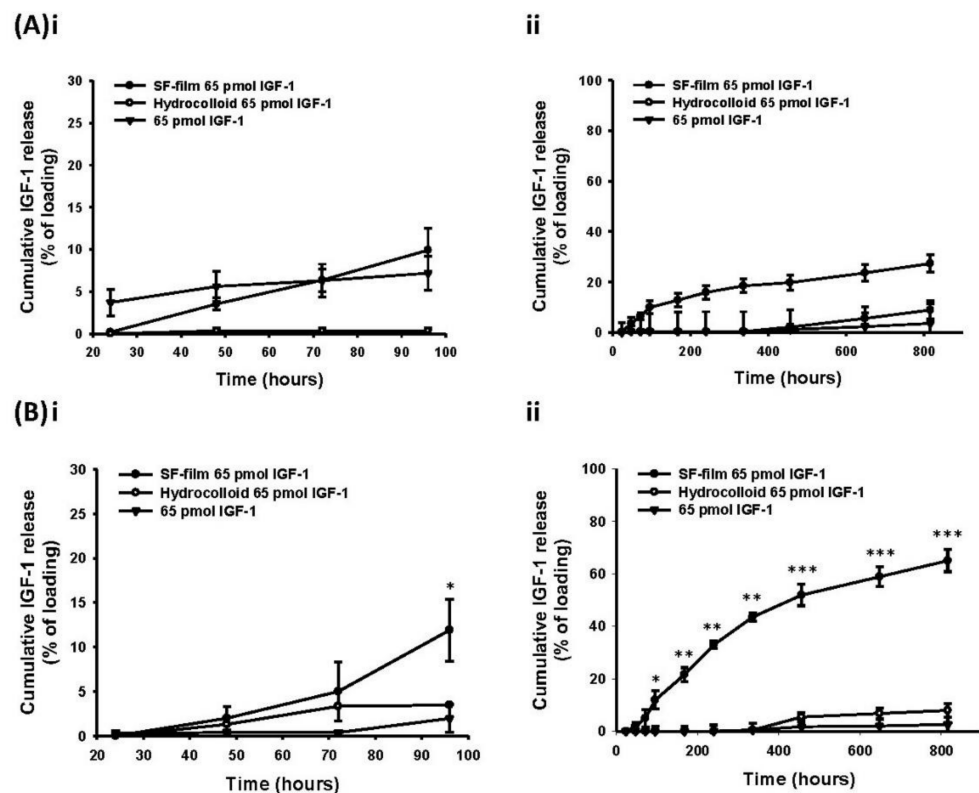 (A)i
ii
SF-film 65 pmol IGF-1
Hydrocolloid 65 pmol IGF-1
65 pmol IGF-1
Cumulative IGF-1 release
(% of loading)
30
25
20
15
10
5
0
20 30 40 50 60 70 80 90 100
Time (hours)
SF-film 65 pmol IGF-1
Hydrocolloid 65 pmol IGF-1
65 pmol IGF-1
Cumulative IGF-1 release
(% of loading)
100
80
60
40
20
0
0 200 400 600 800
Time (hours)
(B)i
ii
SF-film 65 pmol IGF-1
Hydrocolloid 65 pmol IGF-1
65 pmol IGF-1
Cumulative IGF-1 release
(% of loading)
30
25
20
15
10
5
0
*
20 30 40 50 60 70 80 90 100
Time (hours)
SF-film 65 pmol IGF-1
Hydrocolloid 65 pmol IGF-1
65 pmol IGF-1
Cumulative IGF-1 release
(% of loading)
100
80
60
40
20
0
* ** ** ** *** *** ***
0 200 400 600 800
Time (hours)